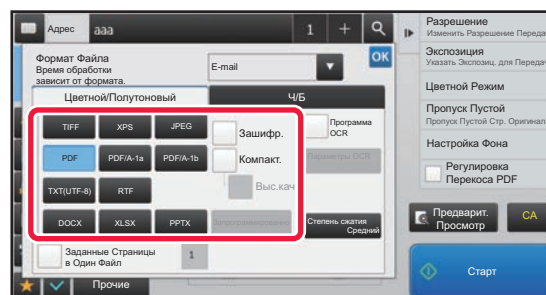 Адрес
aaa
1
+
Формат Файла
Время обработки
зависит от формата.
E-mail
OK
Цветной/Полутоновый
Ч/Б
TIFF
XPS
JPEG
Зашифр.
Программа
OCR
PDF
PDF/A-1a
PDF/A-1b
Компакт.
Параметры OCR
Выс.кач
TXT(UTF-8)
RTF
DOCX
XLSX
PPTX
Степень сжатия
Средний
Заданные Страницы
в Один Файл
1
Прочие
Разрешение
Изменить Разрешение Передач
Экспозиция
Указать Экспозиц. для Передач
Цветной Режим
Пропуск Пустой
Пропуск Пустой Стр. Оригинал
Настройка Фона
Регулировка
Перекоса PDF
Предварит.
Просмотр
CA
Старт